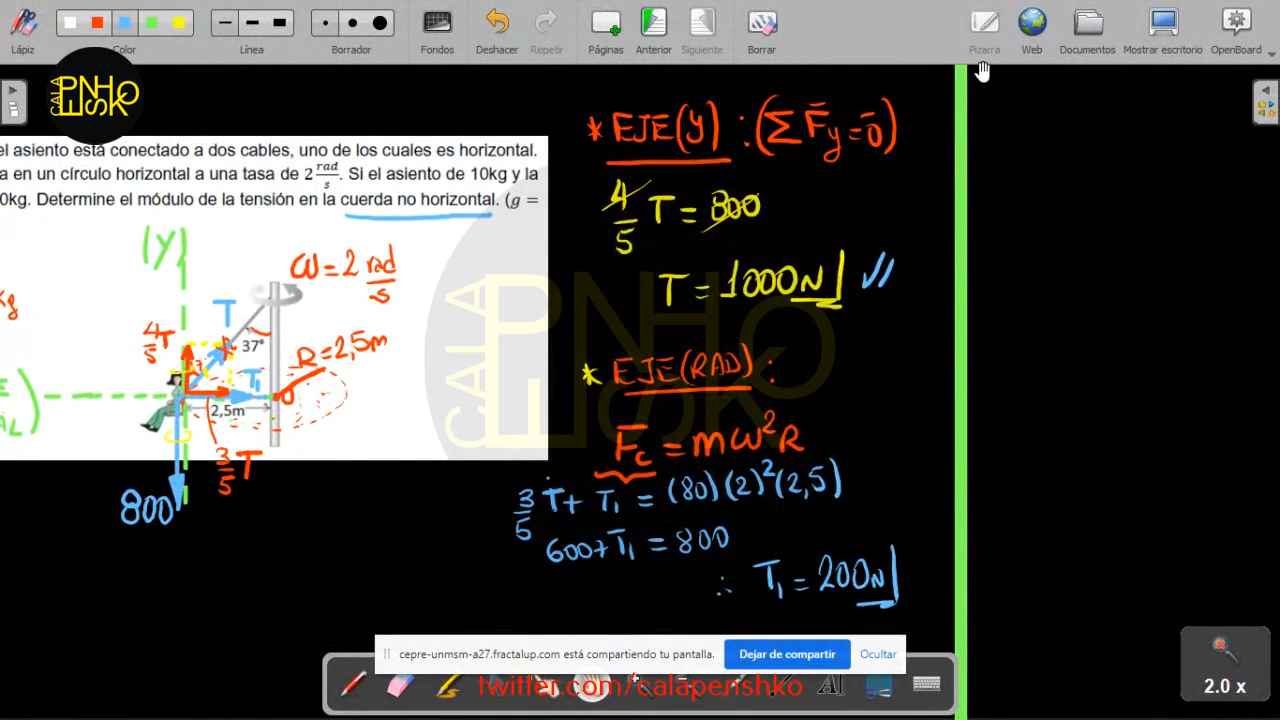 Lápiz
Color
Línea
Borrador
Fondos
Deshacer
Repetir
Páginas
Anterior
Siguiente
Borrar
Pizarra
Web
Documentos
Mostrar escritorio
OpenBoard
CALA
PENHOSK
el asiento está conectado a dos cables, uno de los cuales es horizontal.
a en un círculo horizontal a una tasa de 2 rad/s. Si el asiento de 10kg y la
0kg. Determine el módulo de la tensión en la cuerda no horizontal. (g =
(Y)
ω = 2 rad/s
kg
T
4/5 T
37°
R = 2,5m
T₁
2,5m
3/5 T
800
AL)
* EJE(Y) : (Σ F̄y = 0̄)
4/5 T = 800
T = 1000N
* EJE(RAD) :
F̄c = mω²R
3/5 T + T₁ = (80)(2)²(2,5)
600 + T₁ = 800
∴ T₁ = 200N
cepre-unmsm-a27.fractalup.com está compartiendo tu pantalla.
Dejar de compartir
Ocultar
twitter.com/calapenshko
2.0 x